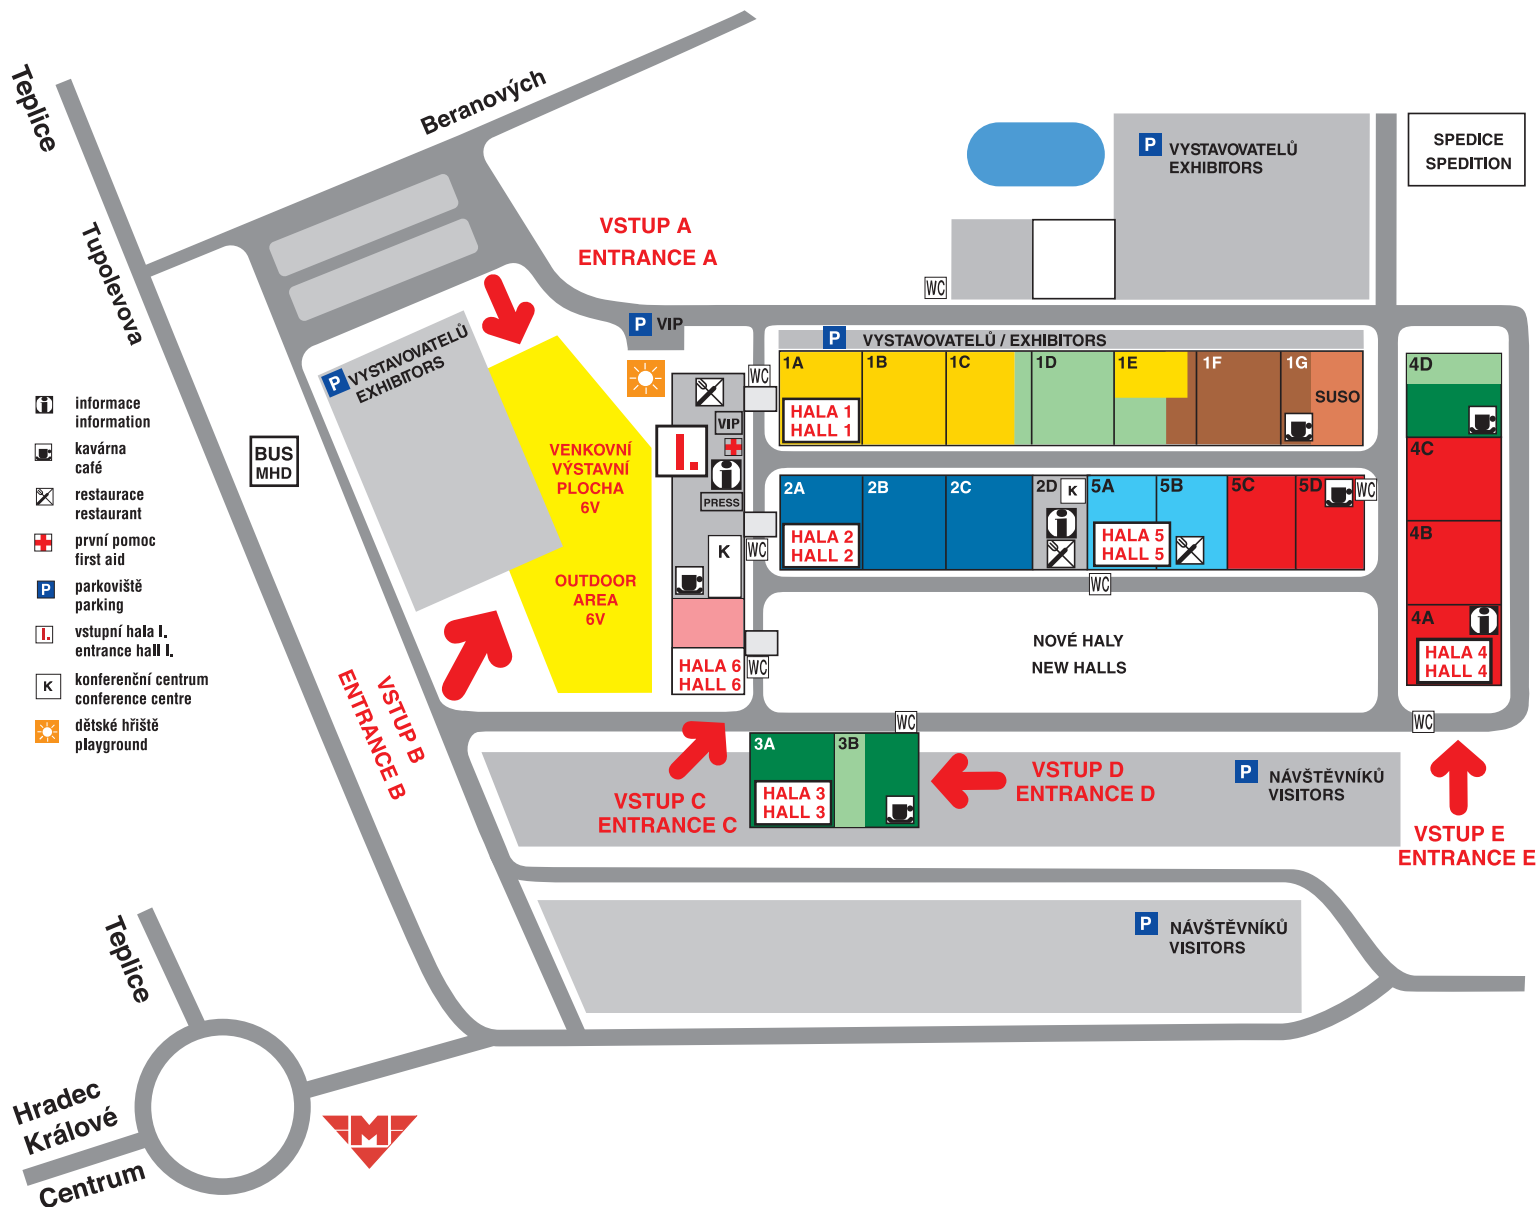 Teplice
Tupolevova
Beranových
VSTUP A
ENTRANCE A
P VYSTAVOVATELŮ
EXHIBITORS
SPEDICE
SPEDITION
WC
P VIP
P VYSTAVOVATELŮ
EXHIBITORS
P VYSTAVOVATELŮ / EXHIBITORS
i informace
information
kavárna
café
restaurace
restaurant
první pomoc
first aid
P parkoviště
parking
I. vstupní hala I.
entrance hall I.
K konferenční centrum
conference centre
dětské hřiště
playground
BUS
MHD
VENKOVNÍ
VÝSTAVNÍ
PLOCHA
6V
OUTDOOR
AREA
6V
WC
VIP
I.
i
PRESS
K
WC
HALA 6
HALL 6
WC
1A 1B 1C 1D 1E 1F 1G
SUSO
HALA 1
HALL 1
2A 2B 2C 2D K 5A 5B 5C 5D WC
i
HALA 2
HALL 2
HALA 5
HALL 5
WC
4D
4C
4B
4A i
HALA 4
HALL 4
NOVÉ HALY
NEW HALLS
VSTUP B
ENTRANCE B
WC
WC
3A 3B
HALA 3
HALL 3
VSTUP C
ENTRANCE C
VSTUP D
ENTRANCE D
P NÁVŠTĚVNÍKŮ
VISITORS
VSTUP E
ENTRANCE E
P NÁVŠTĚVNÍKŮ
VISITORS
Teplice
Hradec
Králové
Centrum
M